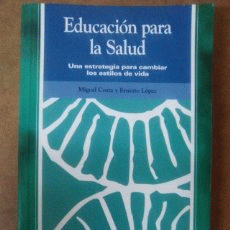 Educación para
la Salud
Una estrategia para cambiar
los estilos de vida
Miguel Costa y Ernesto López